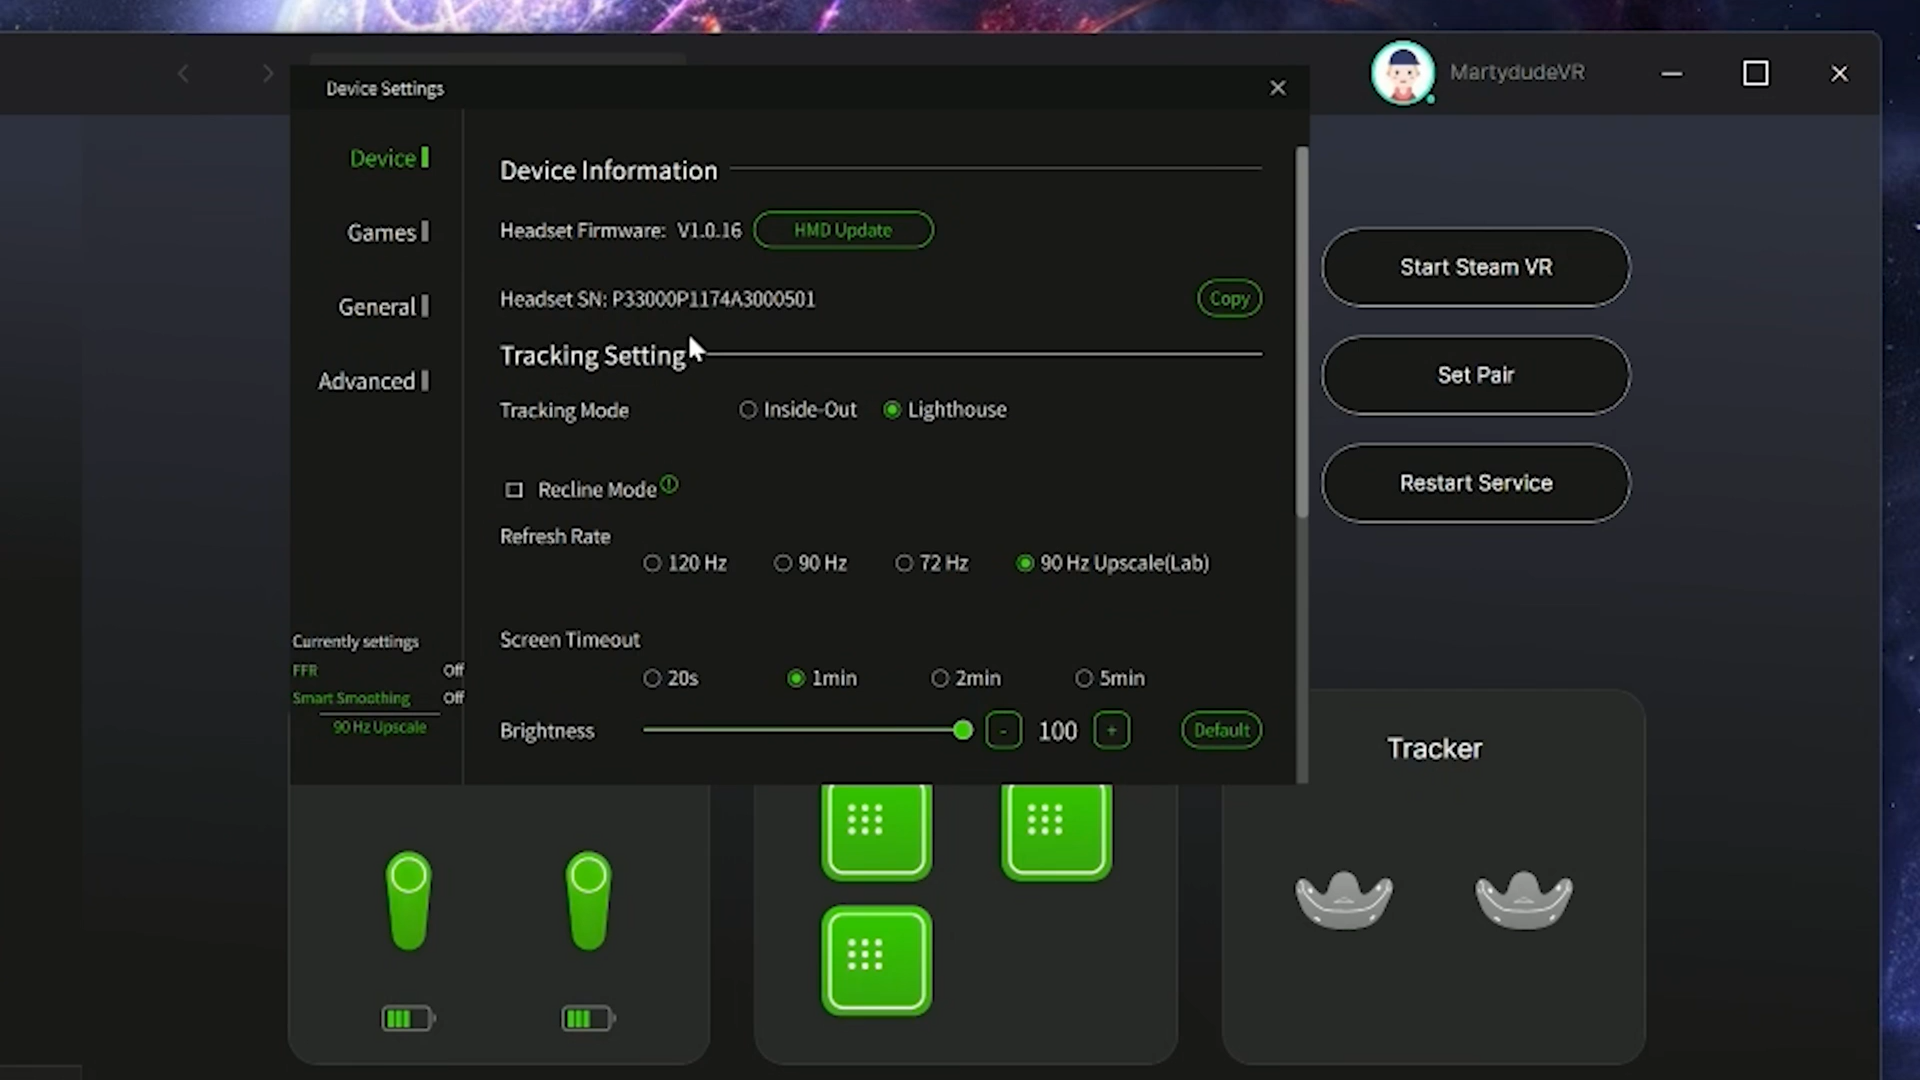 MartydudeVR
Device Settings
Device
Games
General
Advanced
Currently settings
FFR Off
Smart Smoothing Off
90 Hz Upscale
Device Information
Headset Firmware: V1.0.16 HMD Update
Headset SN: P33000P1174A3000501 Copy
Tracking Setting
Tracking Mode Inside-Out Lighthouse
Recline Mode
Refresh Rate
120 Hz 90 Hz 72 Hz 90 Hz Upscale(Lab)
Screen Timeout
20s 1min 2min 5min
Brightness - 100 + Default
Start Steam VR
Set Pair
Restart Service
Tracker